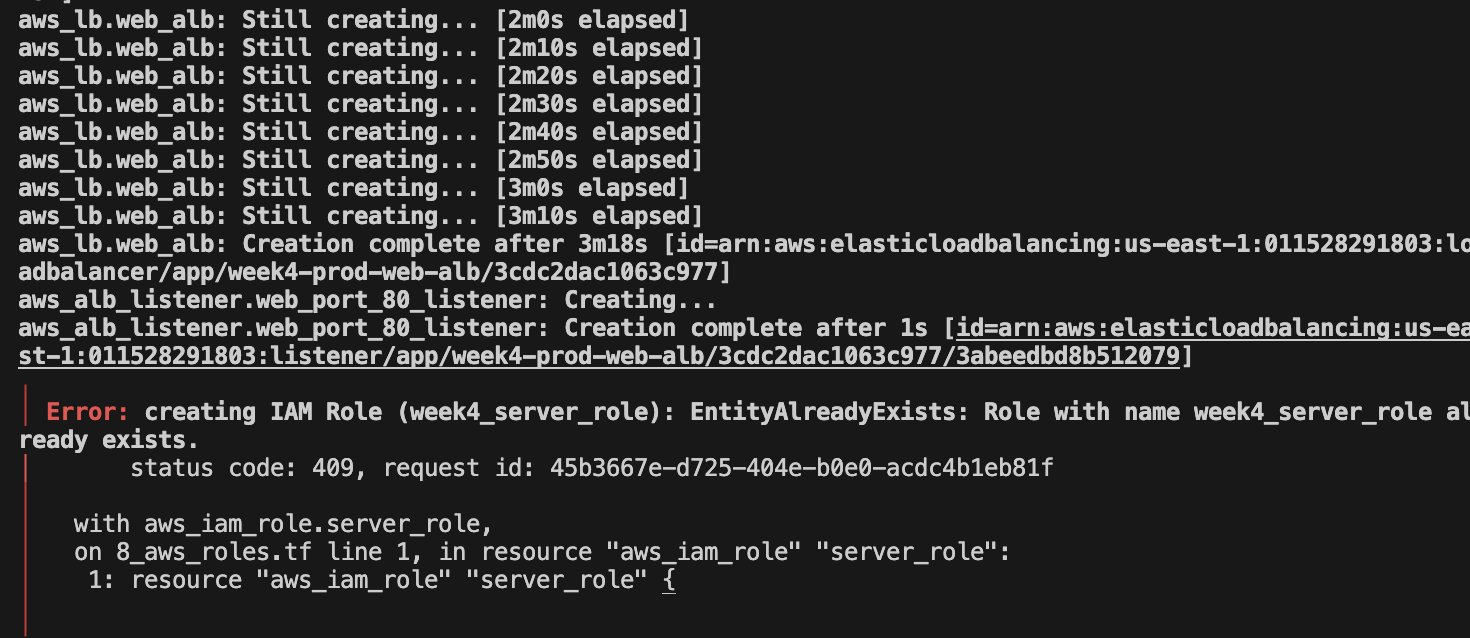 aws_lb.web_alb: Still creating... [2m0s elapsed]
aws_lb.web_alb: Still creating... [2m10s elapsed]
aws_lb.web_alb: Still creating... [2m20s elapsed]
aws_lb.web_alb: Still creating... [2m30s elapsed]
aws_lb.web_alb: Still creating... [2m40s elapsed]
aws_lb.web_alb: Still creating... [2m50s elapsed]
aws_lb.web_alb: Still creating... [3m0s elapsed]
aws_lb.web_alb: Still creating... [3m10s elapsed]
aws_lb.web_alb: Creation complete after 3m18s [id=arn:aws:elasticloadbalancing:us-east-1:011528291803:lo
adbalancer/app/week4-prod-web-alb/3cdc2dac1063c977]
aws_alb_listener.web_port_80_listener: Creating...
aws_alb_listener.web_port_80_listener: Creation complete after 1s [id=arn:aws:elasticloadbalancing:us-ea
st-1:011528291803:listener/app/week4-prod-web-alb/3cdc2dac1063c977/3abeedbd8b512079]
Error: creating IAM Role (week4_server_role): EntityAlreadyExists: Role with name week4_server_role al
ready exists.
status code: 409, request id: 45b3667e-d725-404e-b0e0-acdc4b1eb81f
with aws_iam_role.server_role,
on 8_aws_roles.tf line 1, in resource "aws_iam_role" "server_role":
1: resource "aws_iam_role" "server_role" {